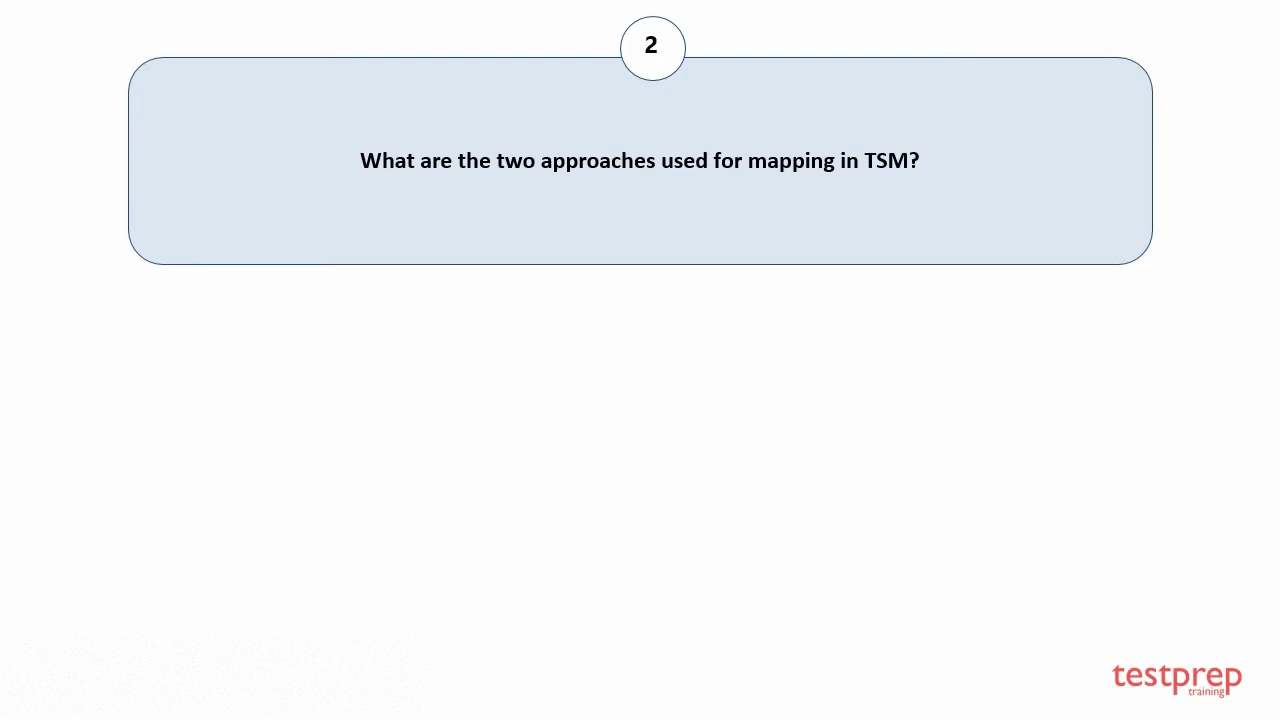 2
What are the two approaches used for mapping in TSM?
testprep
training